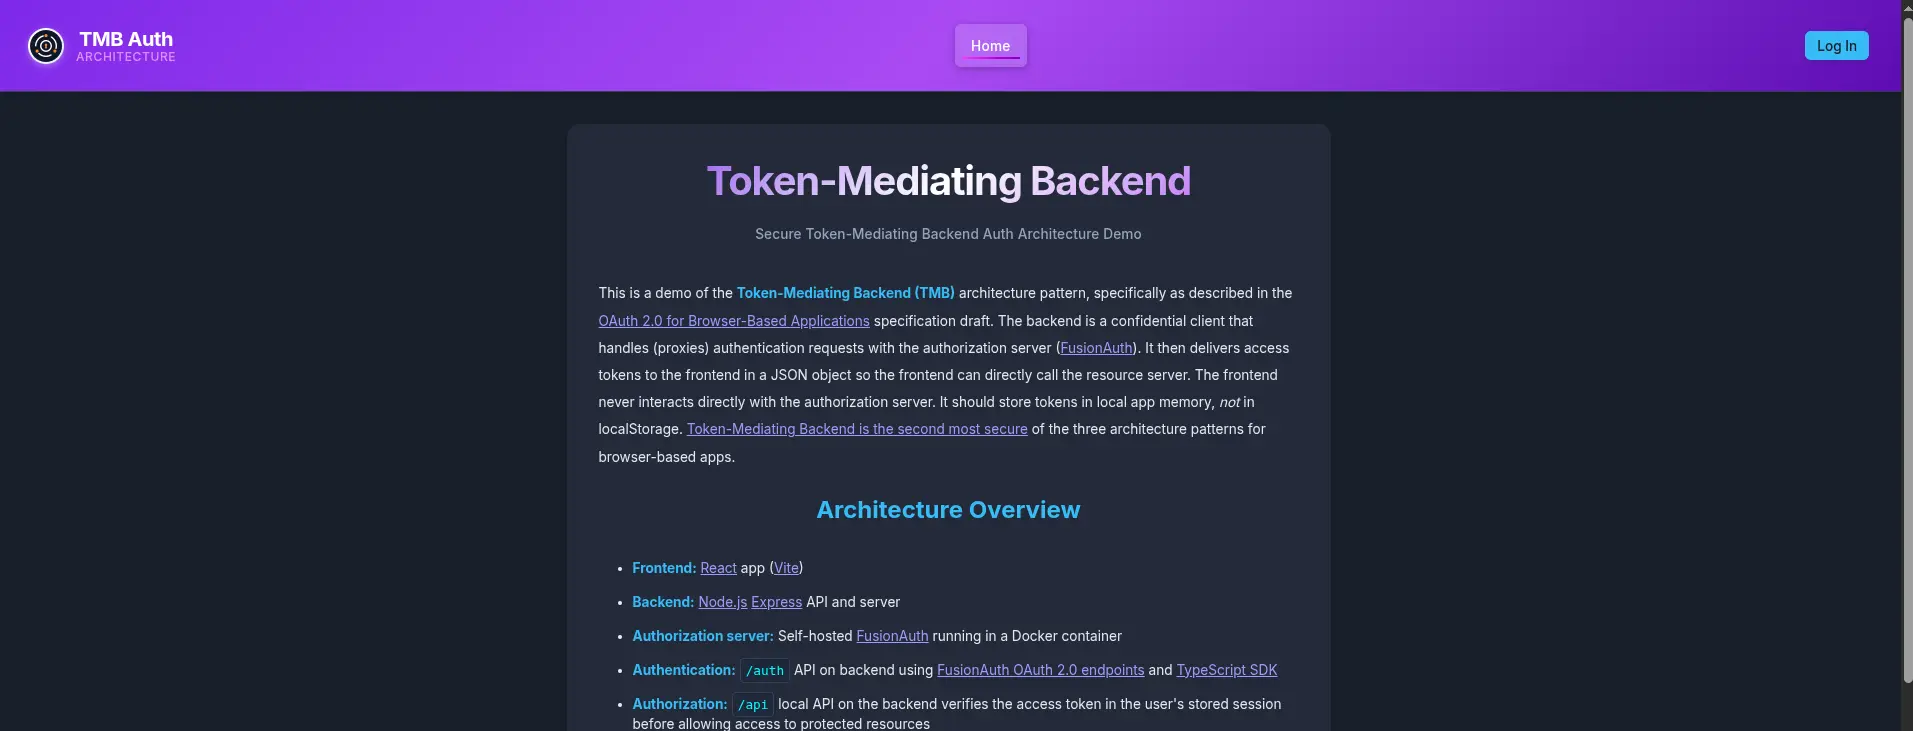 TMB Auth
ARCHITECTURE
Home
Log In
Token-Mediating Backend
Secure Token-Mediating Backend Auth Architecture Demo
This is a demo of the Token-Mediating Backend (TMB) architecture pattern, specifically as described in the
OAuth 2.0 for Browser-Based Applications specification draft. The backend is a confidential client that
handles (proxies) authentication requests with the authorization server (FusionAuth). It then delivers access
tokens to the frontend in a JSON object so the frontend can directly call the resource server. The frontend
never interacts directly with the authorization server. It should store tokens in local app memory, not in
localStorage. Token-Mediating Backend is the second most secure of the three architecture patterns for
browser-based apps.
Architecture Overview
• Frontend: React app (Vite)
• Backend: Node.js Express API and server
• Authorization server: Self-hosted FusionAuth running in a Docker container
• Authentication: /auth API on backend using FusionAuth OAuth 2.0 endpoints and TypeScript SDK
• Authorization: /api local API on the backend verifies the access token in the user's stored session
before allowing access to protected resources